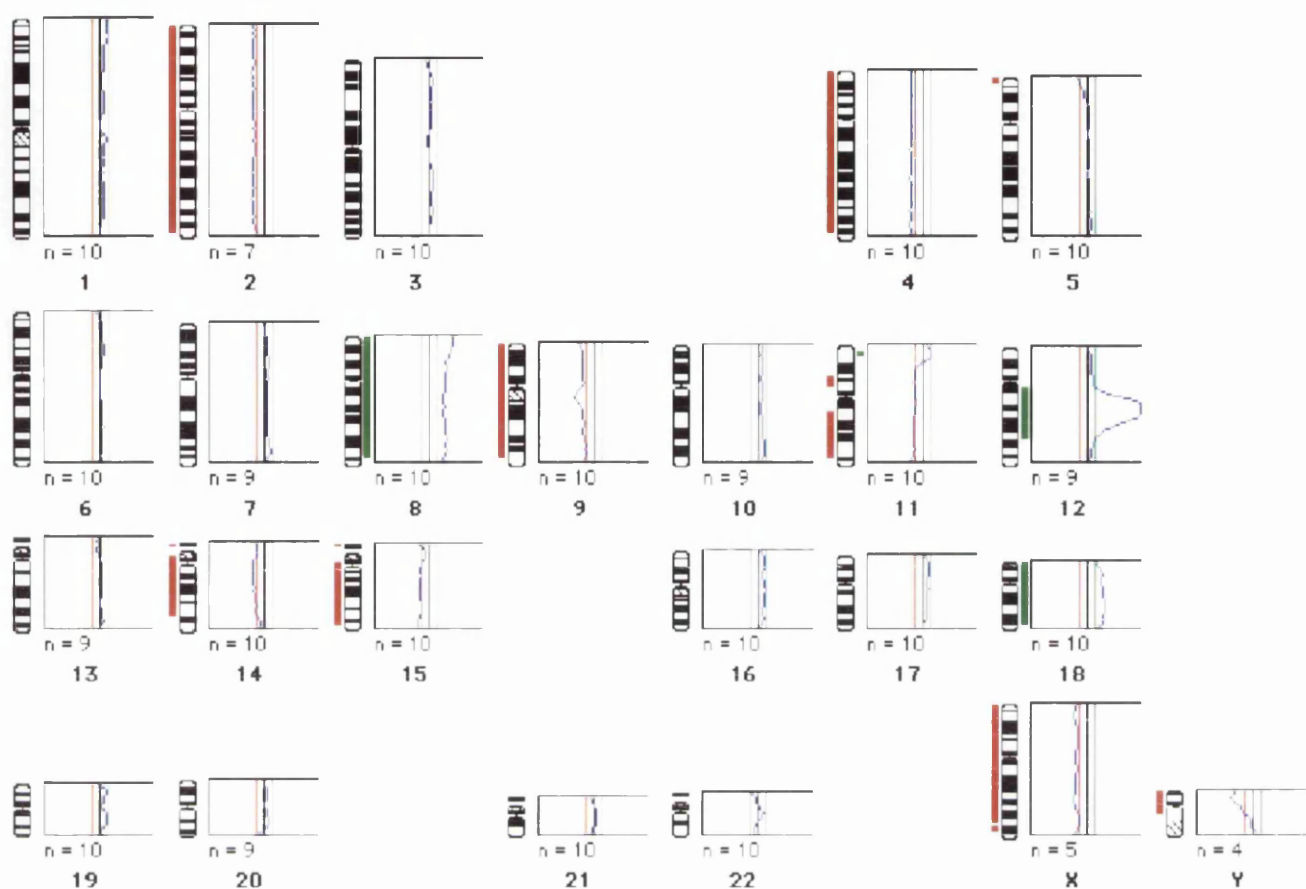 n = 10 n = 7 n = 10 n = 10 n = 10
1 2 3 4 5
n = 10 n = 9 n = 10 n = 10 n = 9 n = 10 n = 9
6 7 8 9 10 11 12
n = 9 n = 10 n = 10 n = 10 n = 10 n = 10
13 14 15 16 17 18
n = 10 n = 9 n = 10 n = 10 n = 5 n = 4
19 20 21 22 X Y